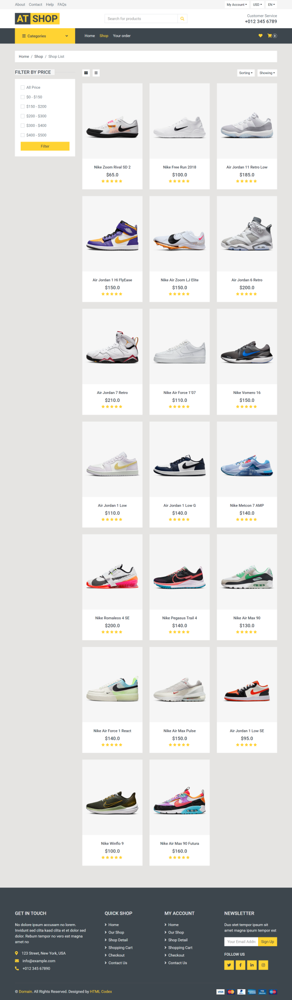 About Contact Help FAQs My Account USD EN
AT SHOP
Search for products
Customer Service
+012 345 6789
Categories Home Shop Your order 0
Home / Shop / Shop List
FILTER BY PRICE
Sorting Showing
All Price
$0 - $150
$150 - $200
$200 - $300
$300 - $400
$400 - $500
Filter
Nike Zoom Rival SD 2
$65.0
Nike Free Run 2018
$100.0
Air Jordan 11 Retro Low
$185.0
Air Jordan 1 Hi FlyEase
$150.0
Nike Air Zoom LJ Elite
$150.0
Air Jordan 6 Retro
$200.0
Air Jordan 7 Retro
$210.0
Nike Air Force 1'07
$110.0
Nike Vomero 16
$150.0
Air Jordan 1 Low
$110.0
Air Jordan 1 Low G
$140.0
Nike Metcon 7 AMP
$140.0
Nike Romaleos 4 SE
$200.0
Nike Pegasus Trail 4
$140.0
Nike Air Max 90
$130.0
Nike Air Force 1 React
$140.0
Nike Air Max Pulse
$150.0
Air Jordan 1 Low SE
$95.0
Nike Winflo 9
$100.0
Nike Air Max 90 Futura
$160.0
GET IN TOUCH
No dolore ipsum accusam no lorem.
Invidunt sed clita kasd clita et et dolor sed
dolor. Rebum tempor no vero est magna
amet no
123 Street, New York, USA
info@example.com
+012 345 67890
QUICK SHOP
Home
Our Shop
Shop Detail
Shopping Cart
Checkout
Contact Us
MY ACCOUNT
Home
Our Shop
Shop Detail
Shopping Cart
Checkout
Contact Us
NEWSLETTER
Duo stet tempor ipsum sit
amet magna ipsum tempor est
Your Email Addre Sign Up
FOLLOW US
© Domain. All Rights Reserved. Designed by HTML Codex
VISA PayPal VISA